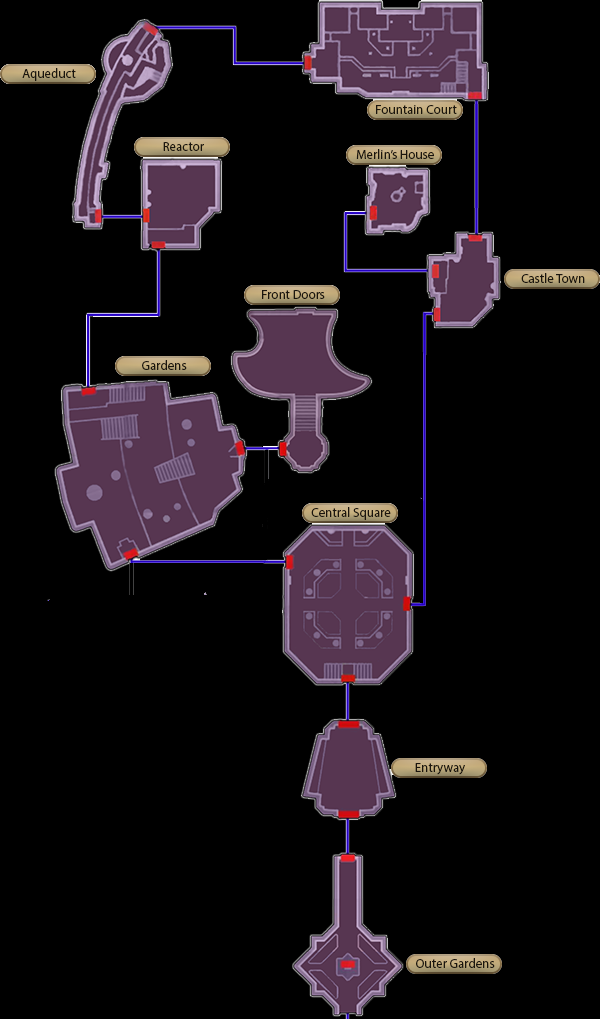 Aqueduct
Fountain Court
Reactor
Merlin's House
Castle Town
Front Doors
Gardens
Central Square
Entryway
Outer Gardens